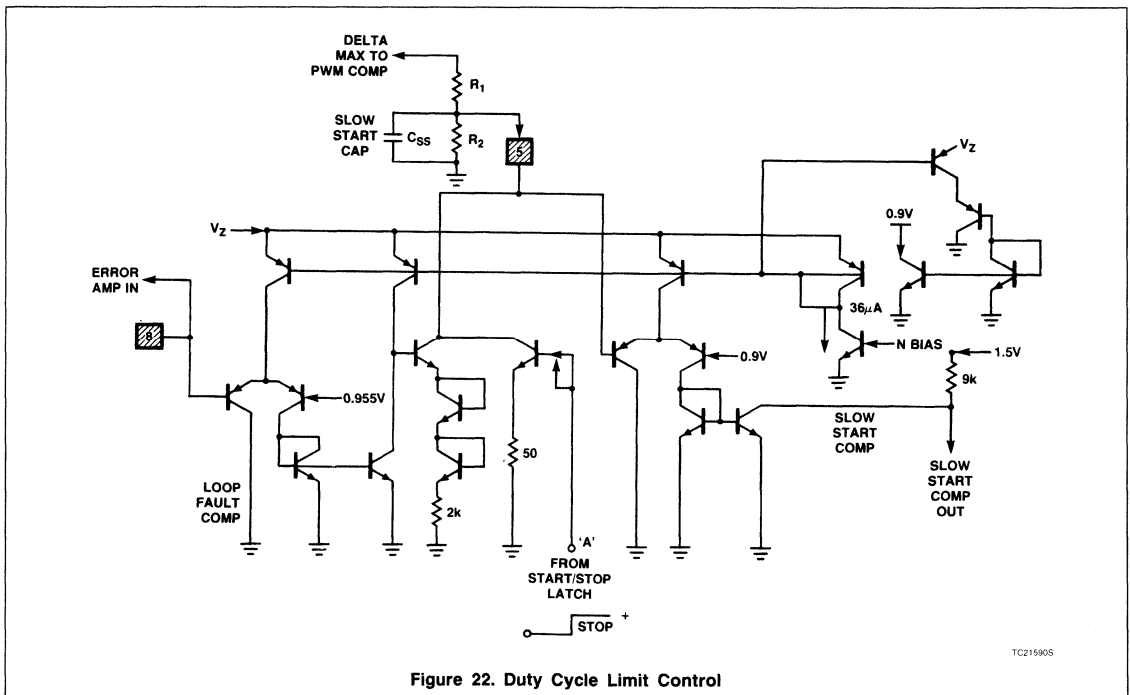 DELTA
MAX TO
PWM COMP
R1
SLOW
START
CAP
CSS
R2
5
VZ
VZ
0.9V
ERROR
AMP IN
8
36µA
N BIAS
1.5V
0.9V
9k
0.955V
SLOW
START
COMP
50
LOOP
FAULT
COMP
2k
SLOW
START
COMP
OUT
'A'
FROM
START/STOP
LATCH
STOP +
TC21590S
Figure 22. Duty Cycle Limit Control